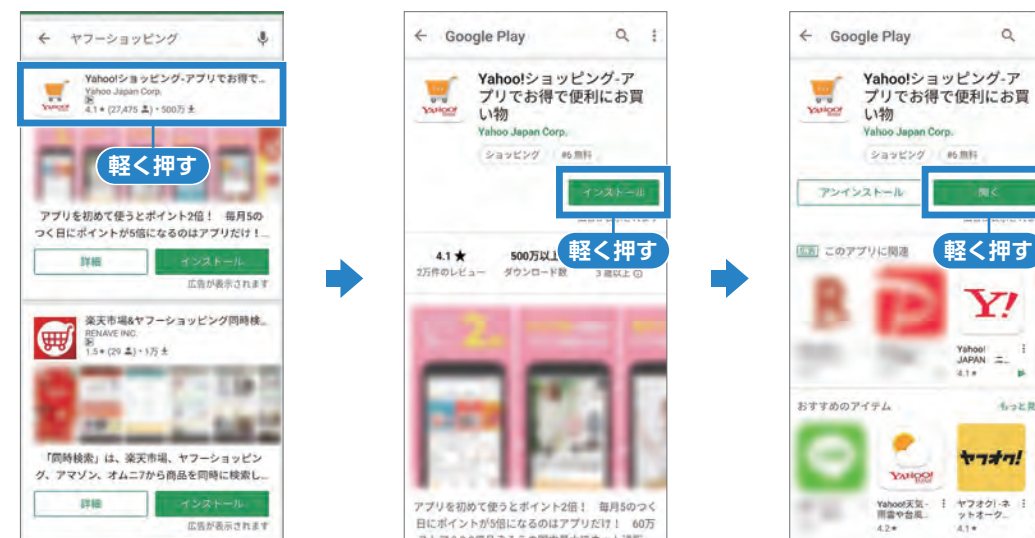 ヤフーショッピング
Yahoo!ショッピング-アプリでお得で...
Yahoo Japan Corp.
4.1★ (27,475)・500万
YAHOO!
軽く押す
アプリを初めて使うとポイント2倍！ 毎月5の
つく日にポイントが5倍になるのはアプリだけ！...
詳細
インストール
広告が表示されます
楽天市場&ヤフーショッピング同時検...
RENAVE INC.
1.5★ (29)・1万
「同時検索」は、楽天市場、ヤフーショッピン
グ、アマゾン、オムニ7から商品を同時に検索し...
詳細
インストール
広告が表示されます
Google Play
Yahoo!ショッピング-ア
プリでお得で便利にお買
い物
YAHOO!
Yahoo Japan Corp.
ショッピング
#6 無料
インストール
軽く押す
4.1★
2万件のレビュー
500万以上
ダウンロード数
3 歳以上
2
アプリを初めて使うとポイント2倍！ 毎月5のつく
日にポイントが5倍になるのはアプリだけ！ 60万
Google Play
Yahoo!ショッピング-ア
プリでお得で便利にお買
い物
YAHOO!
Yahoo Japan Corp.
ショッピング
#6 無料
アンインストール
開く
軽く押す
広告 このアプリに関連
Y!
Yahoo!
JAPAN ニ...
4.1★
おすすめのアイテム
もっと見
YAHOO!
ヤフオク!
Yahoo!天気 -
雨雲や台風...
4.2★
ヤフオク! -ネ
ットオーク...
4.1★